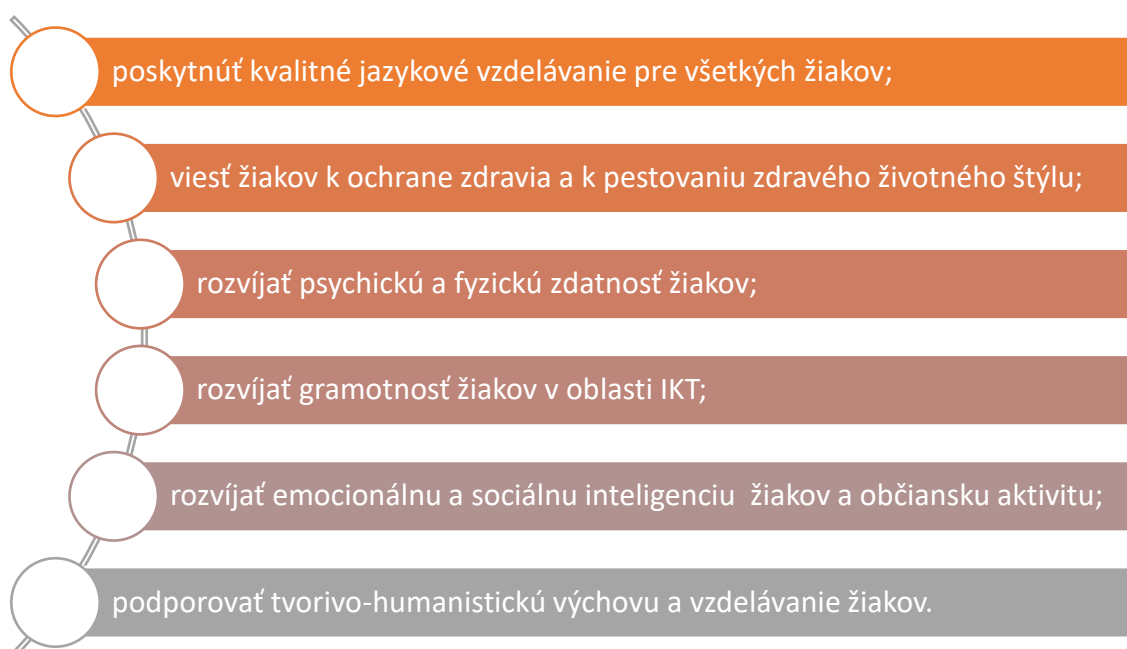 poskytnúť kvalitné jazykové vzdelávanie pre všetkých žiakov;
viesť žiakov k ochrane zdravia a k pestovaniu zdravého životného štýlu;
rozvíjať psychickú a fyzickú zdatnosť žiakov;
rozvíjať gramotnosť žiakov v oblasti IKT;
rozvíjať emocionálnu a sociálnu inteligenciu  žiakov a občiansku aktivitu;
podporovať tvorivo-humanistickú výchovu a vzdelávanie žiakov.